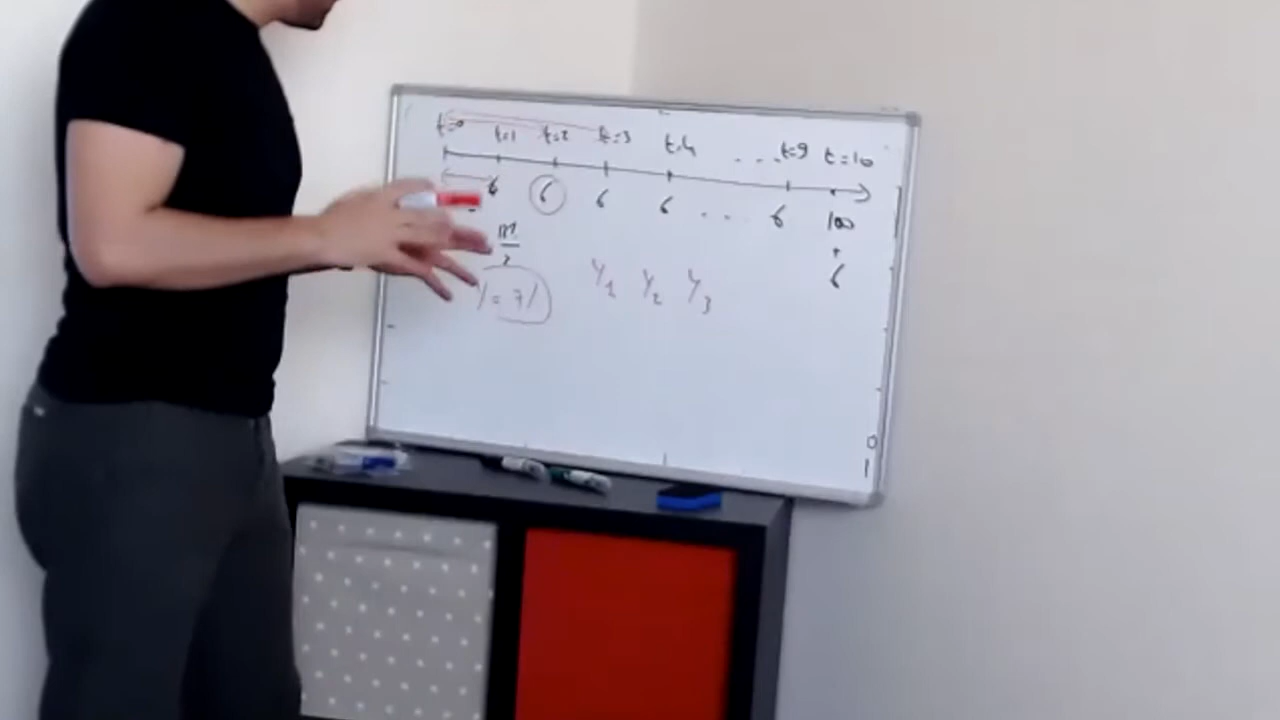 t=0 t=1 t=2 t=3 t=4 ... t=9 t=10
6 6 6 6 ... 6 100
+
6
y=7% y1 y2 y3